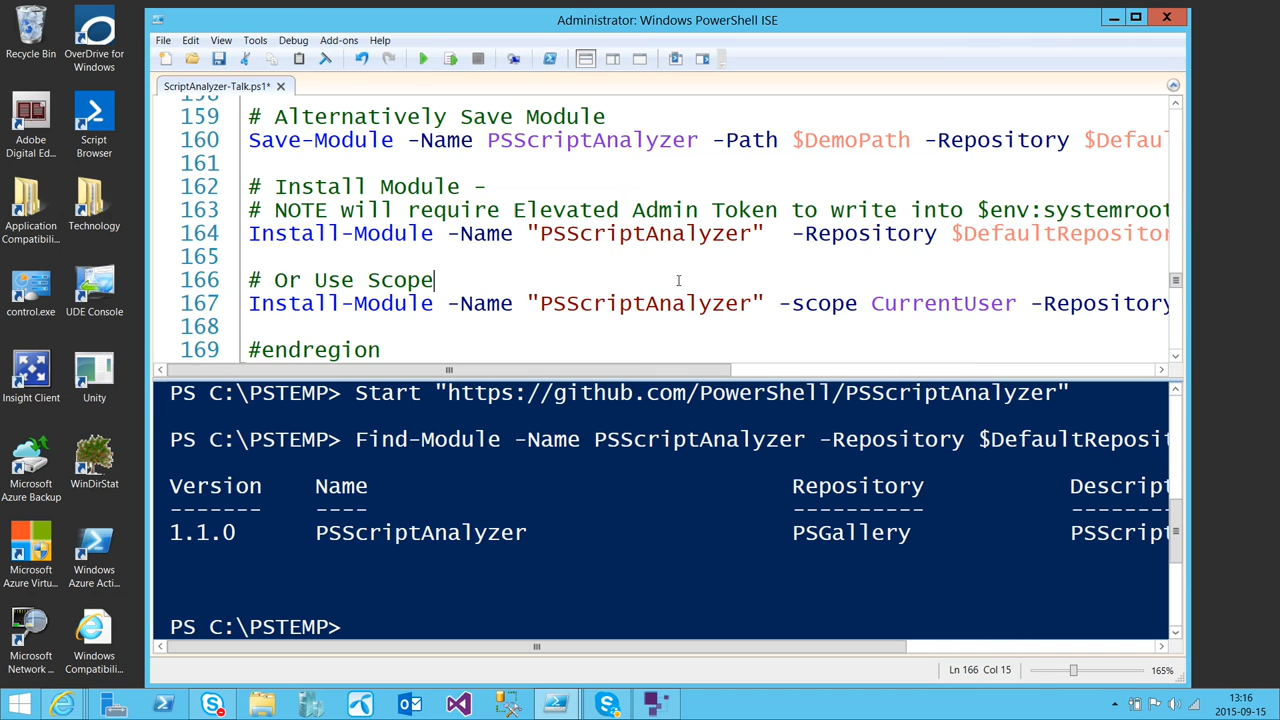 Administrator: Windows PowerShell ISE
File Edit View Tools Debug Add-ons Help
ScriptAnalyzer-Talk.ps1*
159 # Alternatively Save Module
160 Save-Module -Name PSScriptAnalyzer -Path $DemoPath -Repository $Defaul
161
162 # Install Module -
163 # NOTE will require Elevated Admin Token to write into $env:systemroot
164 Install-Module -Name "PSScriptAnalyzer" -Repository $DefaultRepositor
165
166 # Or Use Scope
167 Install-Module -Name "PSScriptAnalyzer" -scope CurrentUser -Repository
168
169 #endregion
PS C:\PSTEMP> Start "https://github.com/PowerShell/PSScriptAnalyzer"
PS C:\PSTEMP> Find-Module -Name PSScriptAnalyzer -Repository $DefaultReposit
Version Name Repository Descript
------- ---- ---------- --------
1.1.0 PSScriptAnalyzer PSGallery PSScrip
PS C:\PSTEMP>
Ln 166 Col 15 165%
Recycle Bin
OverDrive for
Windows
Adobe
Digital Ed...
Script
Browser
Application
Compatibili...
Technology
control.exe
UDE Console
Insight Client
Unity
Microsoft
Azure Backup
WinDirStat
Microsoft
Azure Virtu...
Windows
Azure Acti...
Microsoft
Network ...
Windows
Compatibili...
13:16
2015-09-15